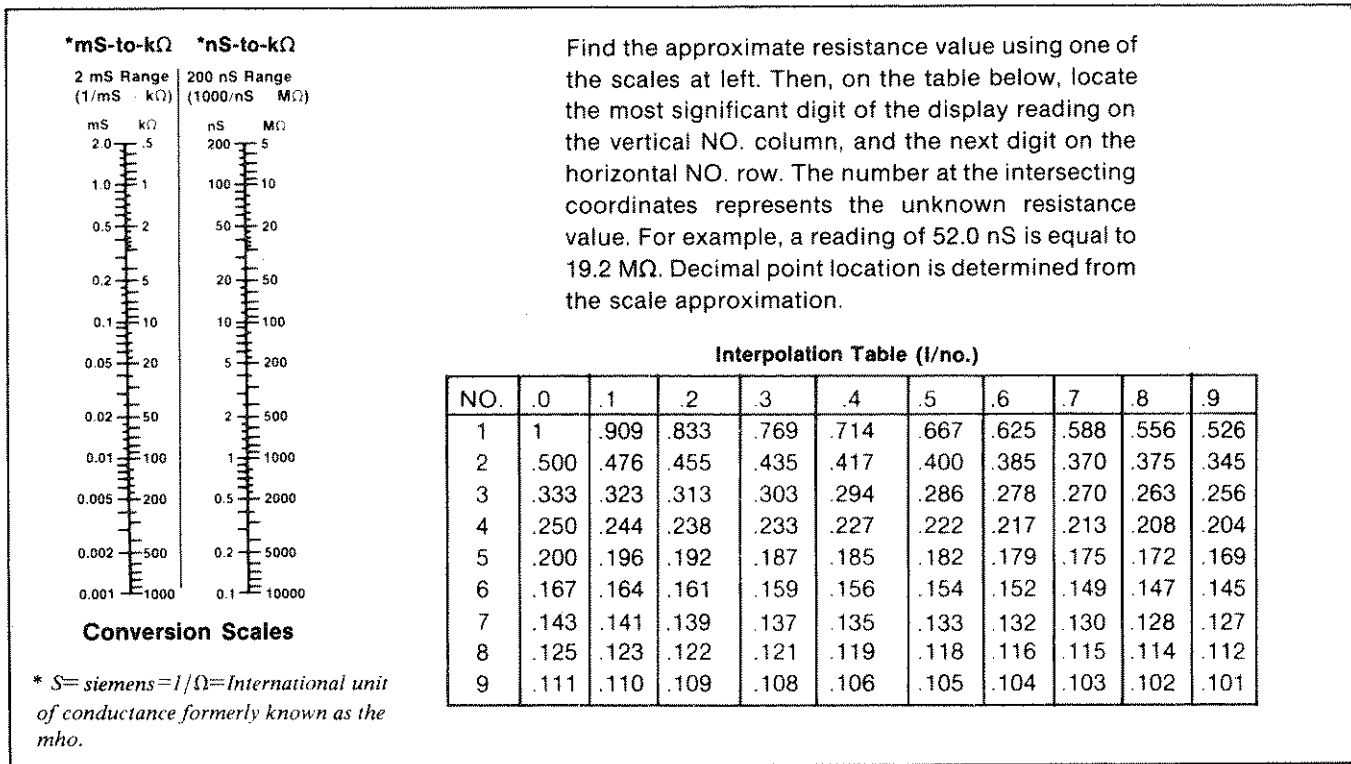 *mS-to-kΩ *nS-to-kΩ
2 mS Range 200 nS Range
(1/mS kΩ) (1000/nS MΩ)
mS kΩ nS MΩ
2.0 .5 200 5
1.0 1 100 10
0.5 2 50 20
0.2 5 20 50
0.1 10 10 100
0.05 20 5 200
0.02 50 2 500
0.01 100 1 1000
0.005 200 0.5 2000
0.002 500 0.2 5000
0.001 1000 0.1 10000
Conversion Scales
* S= siemens=1/Ω=International unit
of conductance formerly known as the
mho.
Find the approximate resistance value using one of
the scales at left. Then, on the table below, locate
the most significant digit of the display reading on
the vertical NO. column, and the next digit on the
horizontal NO. row. The number at the intersecting
coordinates represents the unknown resistance
value. For example, a reading of 52.0 nS is equal to
19.2 MΩ. Decimal point location is determined from
the scale approximation.
Interpolation Table (I/no.)
NO. .0 .1 .2 .3 .4 .5 .6 .7 .8 .9
1 1 .909 .833 .769 .714 .667 .625 .588 .556 .526
2 .500 .476 .455 .435 .417 .400 .385 .370 .375 .345
3 .333 .323 .313 .303 .294 .286 .278 .270 .263 .256
4 .250 .244 .238 .233 .227 .222 .217 .213 .208 .204
5 .200 .196 .192 .187 .185 .182 .179 .175 .172 .169
6 .167 .164 .161 .159 .156 .154 .152 .149 .147 .145
7 .143 .141 .139 .137 .135 .133 .132 .130 .128 .127
8 .125 .123 .122 .121 .119 .118 .116 .115 .114 .112
9 .111 .110 .109 .108 .106 .105 .104 .103 .102 .101